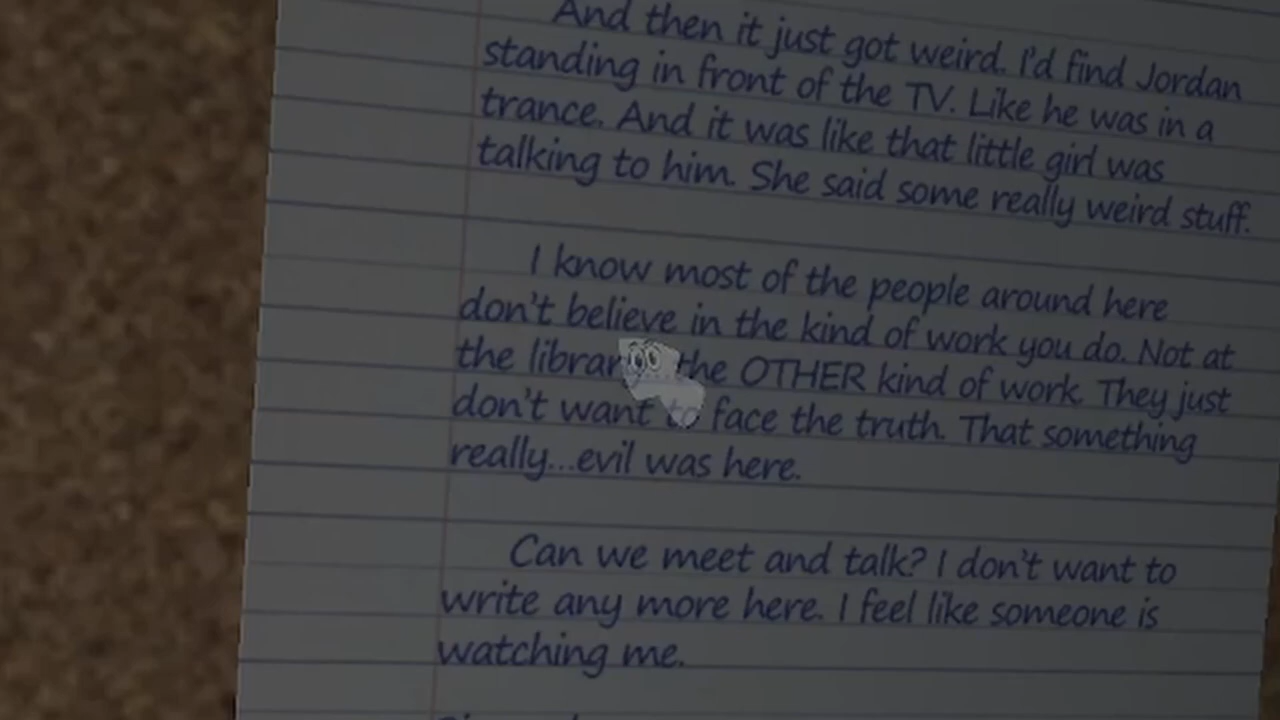 And then it just got weird. I'd find Jordan
standing in front of the TV. Like he was in a
trance. And it was like that little girl was
talking to him. She said some really weird stuff.
I know most of the people around here
don't believe in the kind of work you do. Not at
the the OTHER kind of work. They just
don't want to face the truth. That something
really...evil was here.
Can we meet and talk? I don't want to
write any more here. I feel like someone is
watching me.